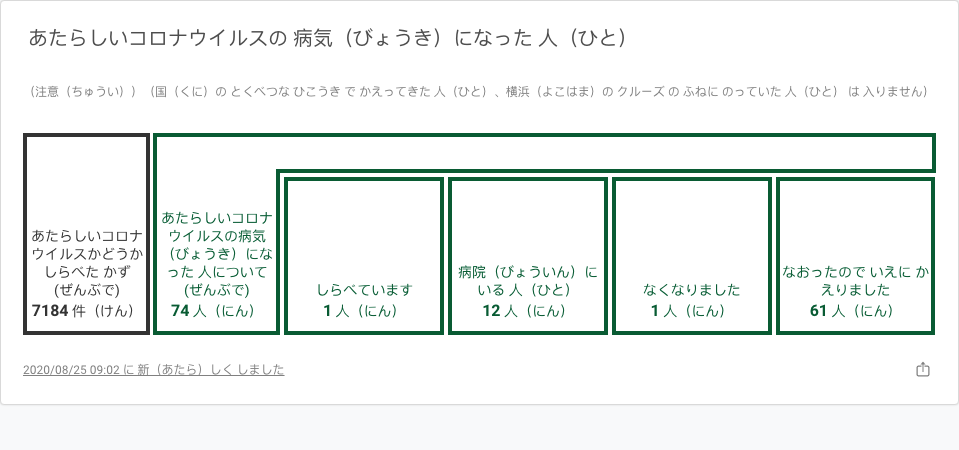 あたらしいコロナウイルスの 病気（びょうき）になった 人（ひと）
（注意（ちゅうい））（国（くに）の とくべつな ひこうき で かえってきた 人（ひと）、横浜（よこはま）の クルーズ の ふねに のっていた 人（ひと） は 入りません）
あたらしいコロナ
ウイルスかどうか
しらべた かず
(ぜんぶで)
7184 件（けん）
あたらしいコロナ
ウイルスの病気
（びょうき）にな
った 人について
(ぜんぶで)
74 人（にん）
しらべています
1 人（にん）
病院（びょういん）に
いる 人（ひと）
12 人（にん）
なくなりました
1 人（にん）
なおったので いえに か
えりました
61 人（にん）
2020/08/25 09:02 に 新（あたら）しく しました